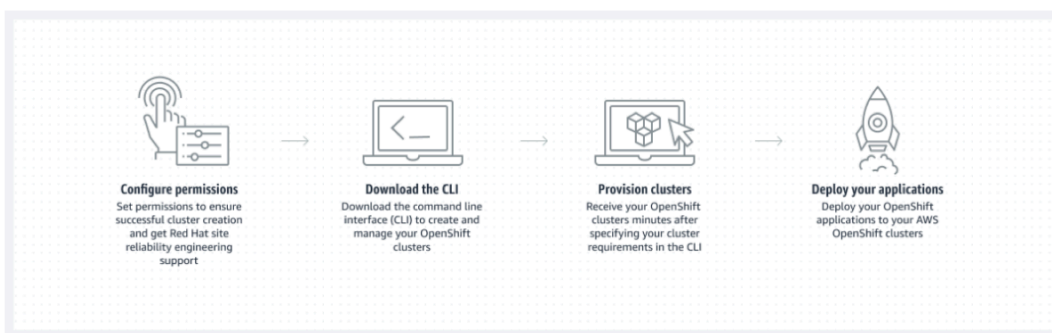 Configure permissions
Set permissions to ensure
successful cluster creation
and get Red Hat site
reliability engineering
support
Download the CLI
Download the command line
interface (CLI) to create and
manage your OpenShift
clusters
Provision clusters
Receive your OpenShift
clusters minutes after
specifying your cluster
requirements in the CLI
Deploy your applications
Deploy your OpenShift
applications to your AWS
OpenShift clusters